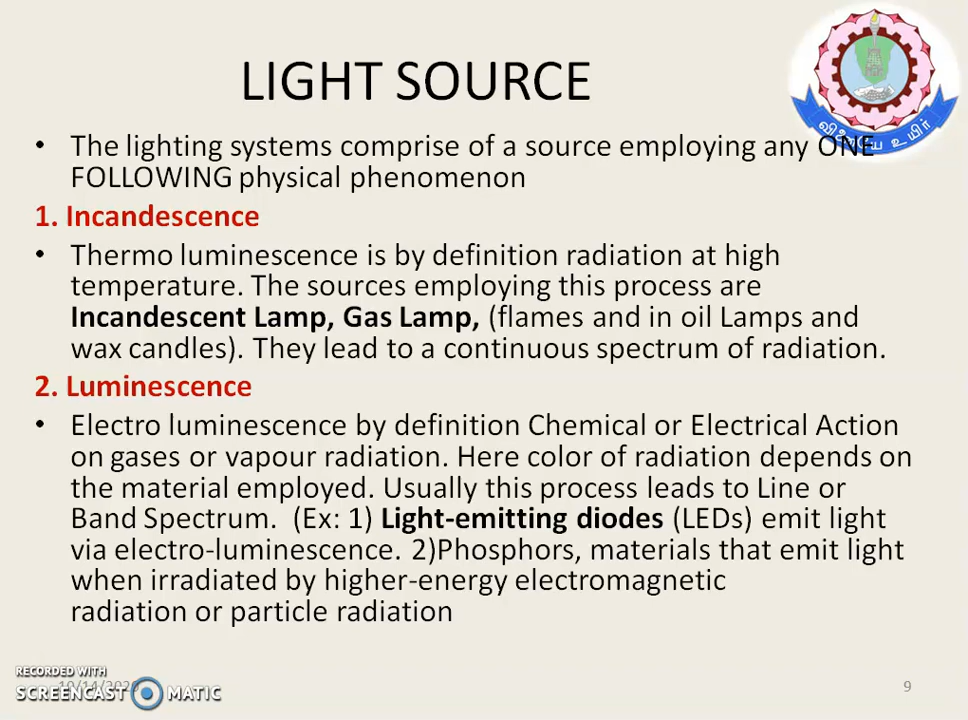 LIGHT SOURCE
• The lighting systems comprise of a source employing any ONE
FOLLOWING physical phenomenon
1. Incandescence
• Thermo luminescence is by definition radiation at high
temperature. The sources employing this process are
Incandescent Lamp, Gas Lamp, (flames and in oil Lamps and
wax candles). They lead to a continuous spectrum of radiation.
2. Luminescence
• Electro luminescence by definition Chemical or Electrical Action
on gases or vapour radiation. Here color of radiation depends on
the material employed. Usually this process leads to Line or
Band Spectrum. (Ex: 1) Light-emitting diodes (LEDs) emit light
via electro-luminescence. 2)Phosphors, materials that emit light
when irradiated by higher-energy electromagnetic
radiation or particle radiation
RECORDED WITH
SCREENCAST MATIC
9